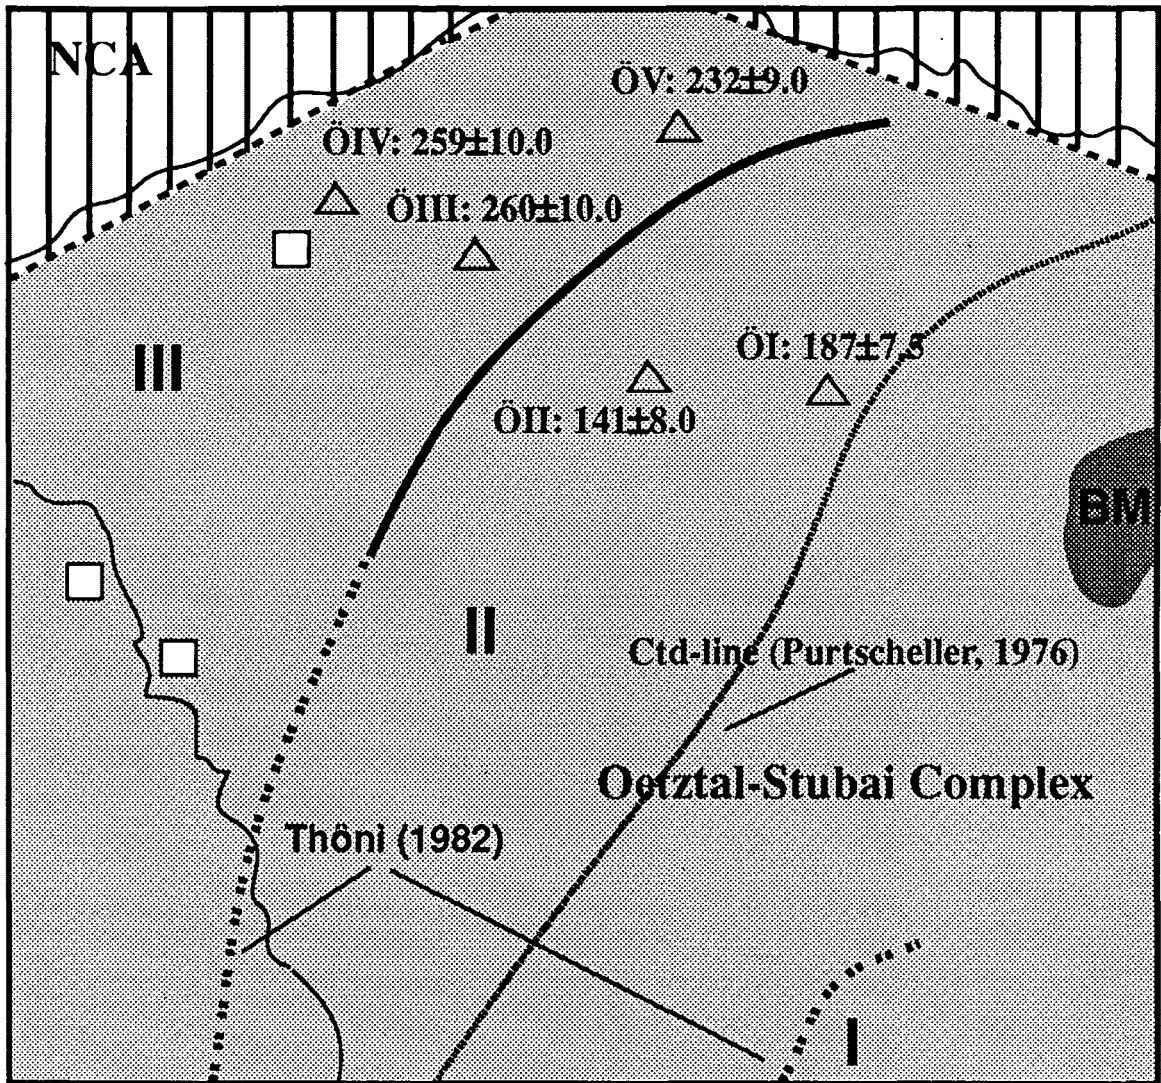 NCA
ÖV: 232±9.0
ÖIV: 259±10.0
ÖIII: 260±10.0
III
ÖI: 187±7.5
ÖII: 141±8.0
BM
II
Ctd-line (Purtscheller, 1976)
Oetztal-Stubai Complex
Thöni (1982)
I